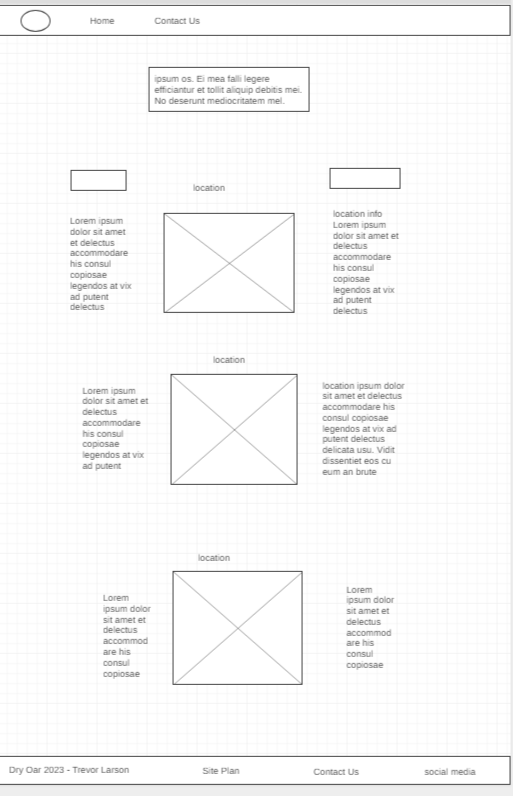 Home
Contact Us
ipsum os. Ei mea falli legere
efficiantur et tollit aliquip debitis mei.
No deserunt mediocritatem mel.
location
Lorem ipsum
dolor sit amet
et delectus
accommodare
his consul
copiosae
legendos at vix
ad putent
delectus
location info
Lorem ipsum
dolor sit amet et
delectus
accommodare
his consul
copiosae
legendos at vix
ad putent
delectus
location
Lorem ipsum
dolor sit amet et
delectus
accommodare
his consul
copiosae
legendos at vix
ad putent
location ipsum dolor
sit amet et delectus
accommodare his
consul copiosae
legendos at vix ad
putent delectus
delicata usu. Vidit
dissentiet eos cu
eum an brute
location
Lorem
ipsum dolor
sit amet et
delectus
accommod
are his
consul
copiosae
Lorem
ipsum dolor
sit amet et
delectus
accommod
are his
consul
copiosae
Dry Oar 2023 - Trevor Larson
Site Plan
Contact Us
social media